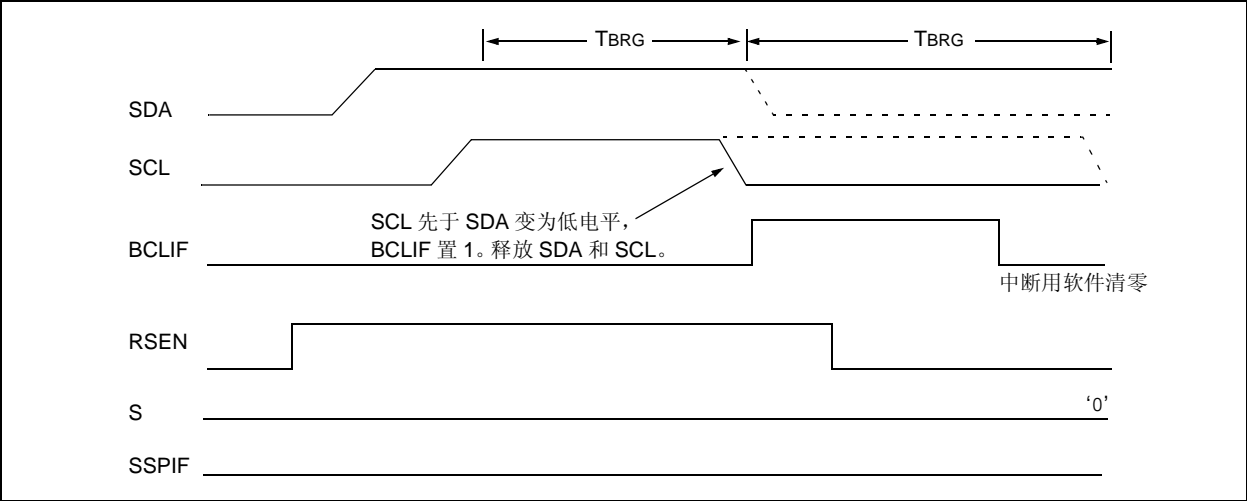 TBRG
TBRG
SDA
SCL
SCL 先于 SDA 变为低电平，
BCLIF 置 1。释放 SDA 和 SCL。
BCLIF
中断用软件清零
RSEN
S
‘0’
SSPIF